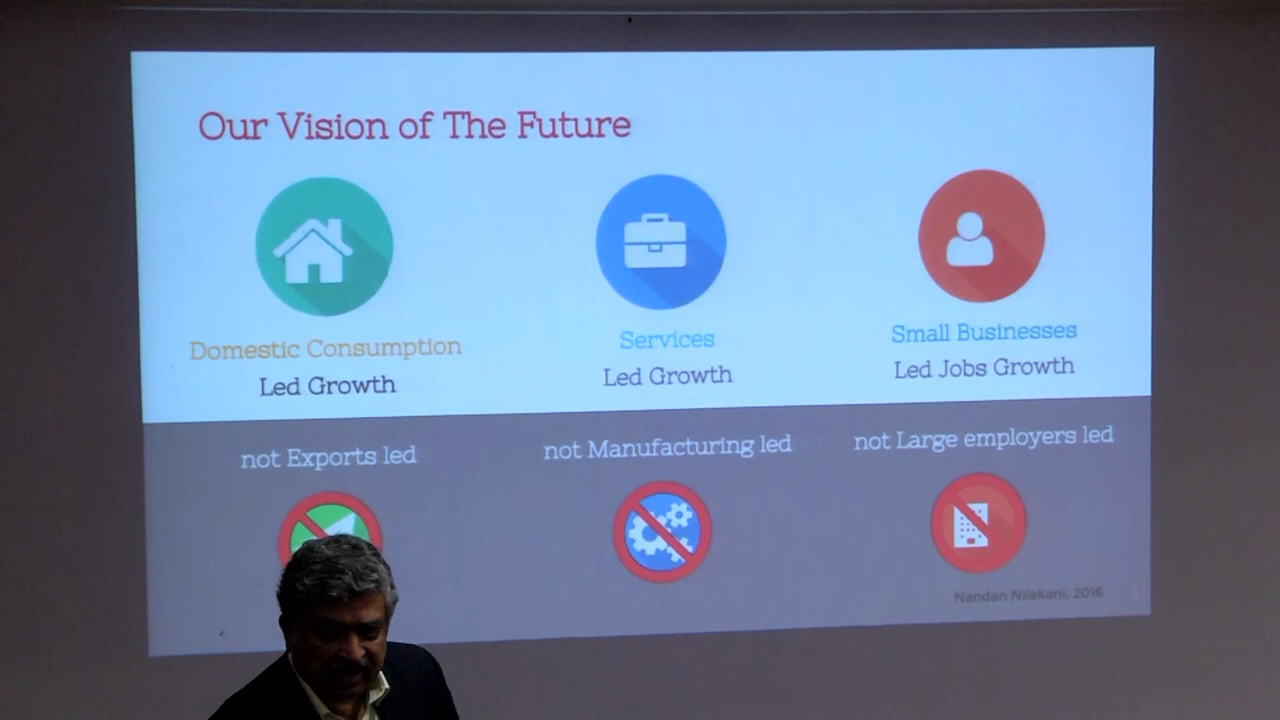 Our Vision of The Future
Domestic Consumption
Led Growth
Services
Led Growth
Small Businesses
Led Jobs Growth
not Exports led
not Manufacturing led
not Large employers led
Nandan Nilekani, 2016